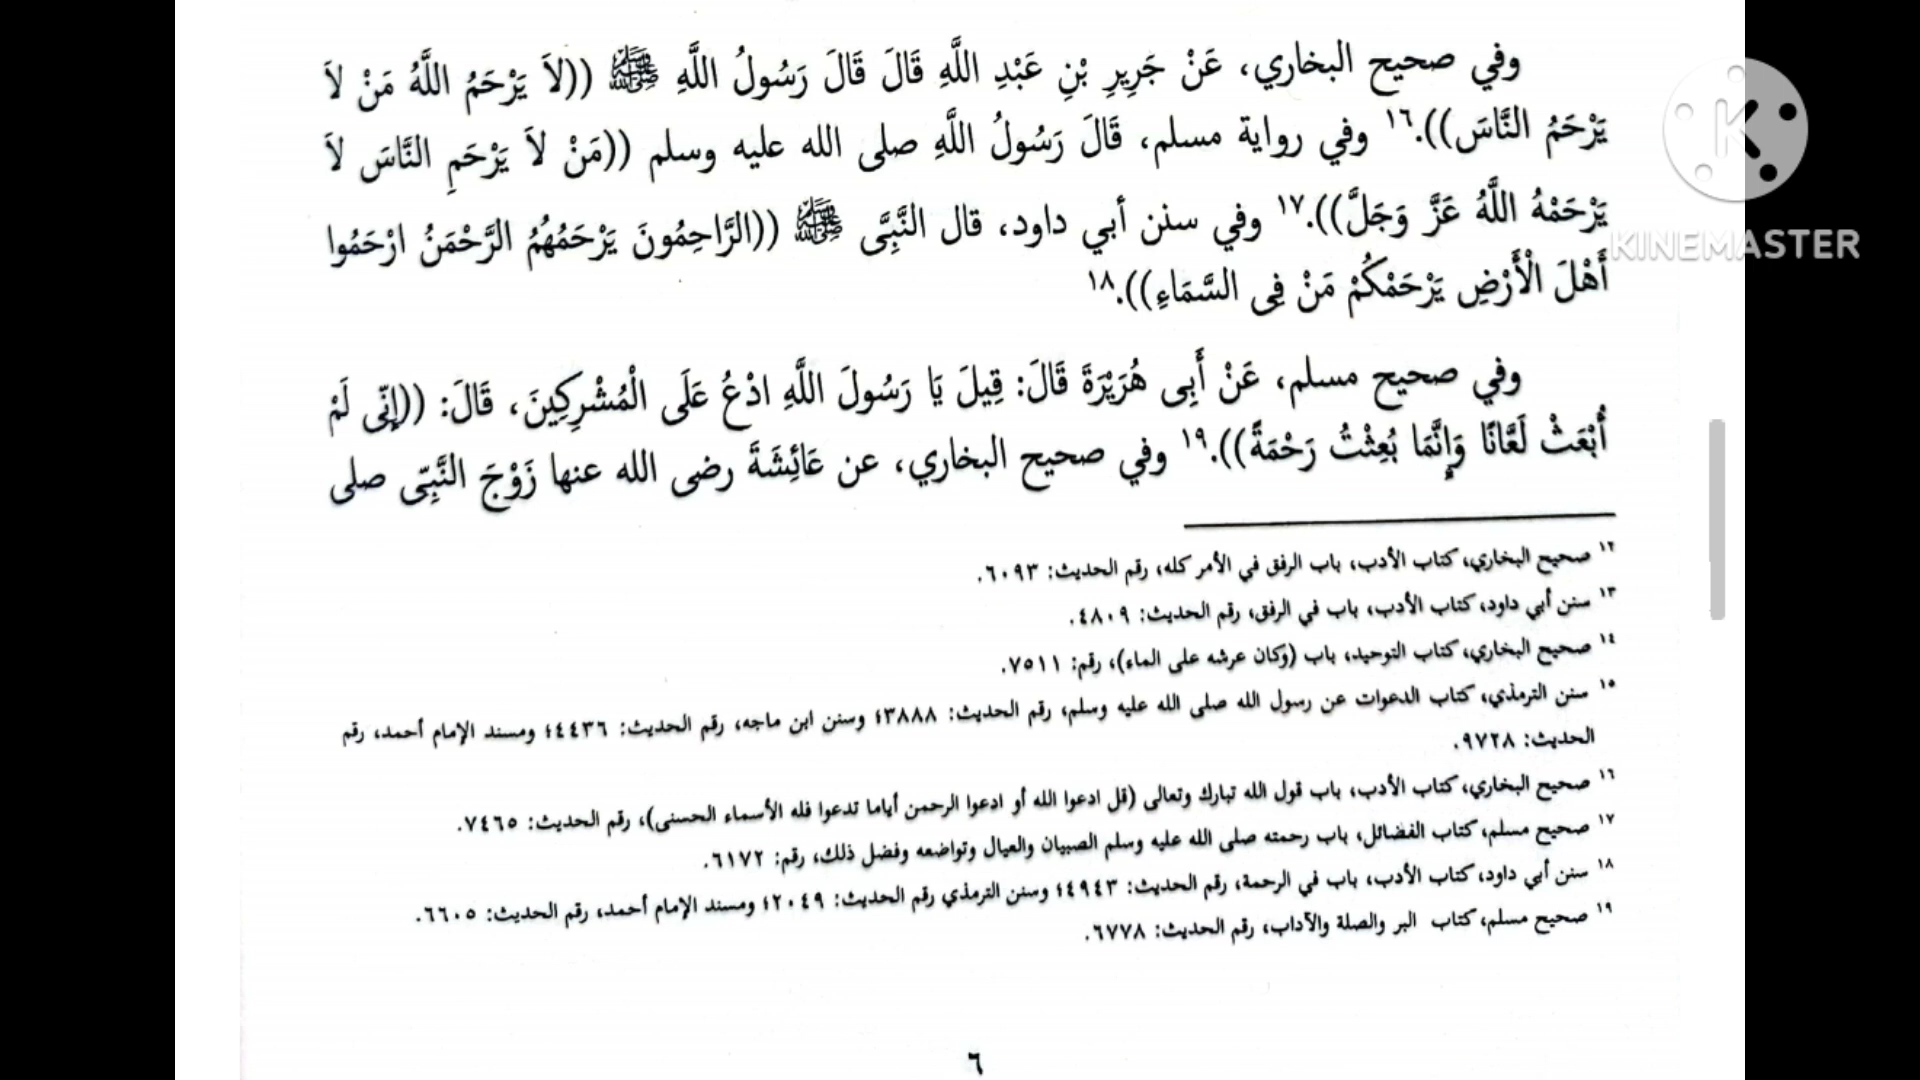 وفي صحيح البخاري، عَنْ جَرِيرِ بْنِ عَبْدِ اللَّهِ قَالَ قَالَ رَسُولُ اللَّهِ ﷺ ((لاَ يَرْحَمُ اللَّهُ مَنْ لاَ
يَرْحَمُ النَّاسَ)).١٦ وفي رواية مسلم، قَالَ رَسُولُ اللَّهِ صلى الله عليه وسلم ((مَنْ لاَ يَرْحَمِ النَّاسَ لاَ
يَرْحَمْهُ اللَّهُ عَزَّ وَجَلَّ)).١٧ وفي سنن أبي داود، قال النَّبِىَّ ﷺ ((الرَّاحِمُونَ يَرْحَمُهُمُ الرَّحْمَنُ ارْحَمُوا
أَهْلَ الْأَرْضِ يَرْحَمْكُمْ مَنْ فِى السَّمَاءِ)).١٨
وفي صحيح مسلم، عَنْ أَبِى هُرَيْرَةَ قَالَ: قِيلَ يَا رَسُولَ اللَّهِ ادْعُ عَلَى الْمُشْرِكِينَ، قَالَ: ((إِنِّى لَمْ
أُبْعَثْ لَعَّانًا وَإِنَّمَا بُعِثْتُ رَحْمَةً)).١٩ وفي صحيح البخاري، عن عَائِشَةَ رضى الله عنها زَوْجَ النَّبِىّ صلى
١٢ صحيح البخاري، كتاب الأدب، باب الرفق في الأمر كله، رقم الحديث: ٦٠٩٣.
١٣ سنن أبي داود، كتاب الأدب، باب في الرفق، رقم الحديث: ٤٨٠٩.
١٤ صحيح البخاري، كتاب التوحيد، باب (وكان عرشه على الماء)، رقم: ٧٥١١.
١٥ سنن الترمذي، كتاب الدعوات عن رسول الله صلى الله عليه وسلم، رقم الحديث: ٣٨٨٨؛ وسنن ابن ماجه، رقم الحديث: ٤٤٣٦؛ ومسند الإمام أحمد، رقم
الحديث: ٩٧٢٨.
١٦ صحيح البخاري، كتاب الأدب، باب قول الله تبارك وتعالى (قل ادعوا الله أو ادعوا الرحمن أياما تدعوا فله الأسماء الحسنى)، رقم الحديث: ٧٤٦٥.
١٧ صحيح مسلم، كتاب الفضائل، باب رحمته صلى الله عليه وسلم الصبيان والعيال وتواضعه وفضل ذلك، رقم: ٦١٧٢.
١٨ سنن أبي داود، كتاب الأدب، باب في الرحمة، رقم الحديث: ٤٩٤٣؛ وسنن الترمذي رقم الحديث: ٢٠٤٩؛ ومسند الإمام أحمد، رقم الحديث: ٦٦٠٥.
١٩ صحيح مسلم، كتاب البر والصلة والآداب، رقم الحديث: ٦٧٧٨.
٦
KINEMASTER